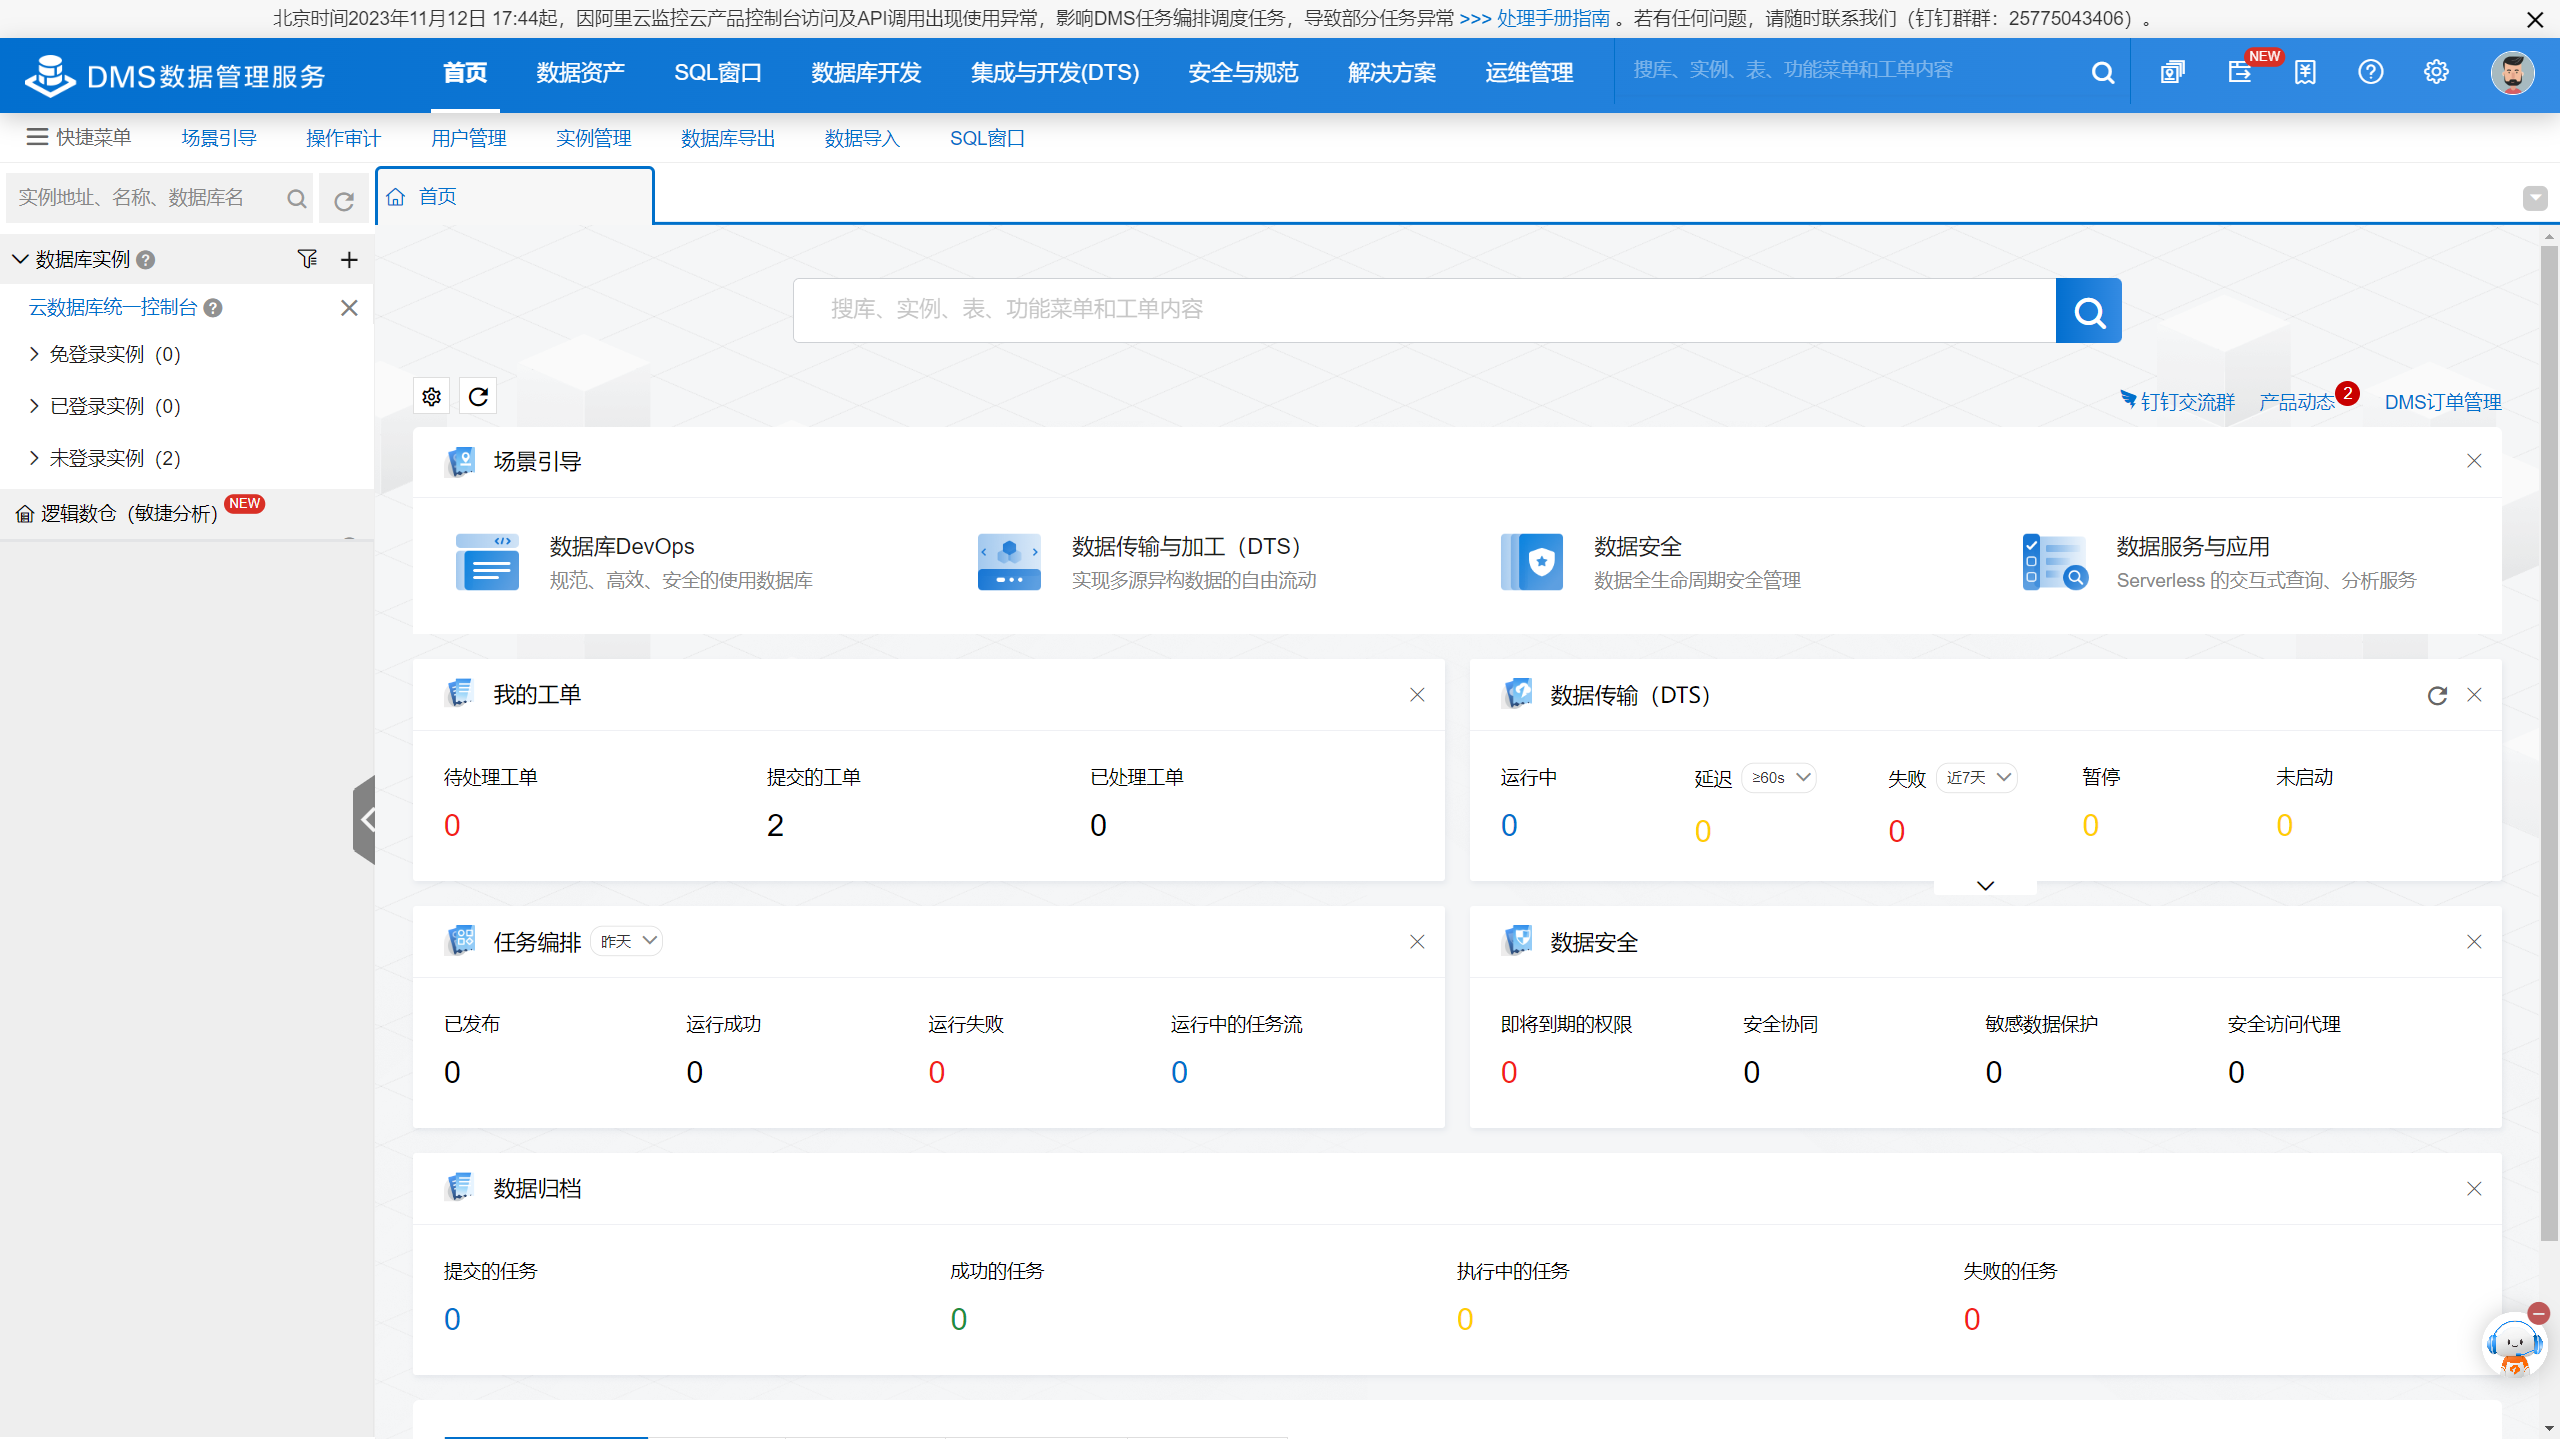 北京时间2023年11月12日 17:44起，因阿里云监控云产品控制台访问及API调用出现使用异常，影响DMS任务编排调度任务，导致部分任务异常 >>> 处理手册指南 。若有任何问题，请随时联系我们（钉钉群群：25775043406）。
DMS数据管理服务
首页
数据资产
SQL窗口
数据库开发
集成与开发(DTS)
安全与规范
解决方案
运维管理
搜库、实例、表、功能菜单和工单内容
NEW
快捷菜单
场景引导
操作审计
用户管理
实例管理
数据库导出
数据导入
SQL窗口
实例地址、名称、数据库名
首页
数据库实例
云数据库统一控制台
免登录实例（0）
已登录实例（0）
未登录实例（2）
逻辑数仓（敏捷分析）
NEW
搜库、实例、表、功能菜单和工单内容
钉钉交流群
产品动态
2
DMS订单管理
场景引导
数据库DevOps
规范、高效、安全的使用数据库
数据传输与加工（DTS）
实现多源异构数据的自由流动
数据安全
数据全生命周期安全管理
数据服务与应用
Serverless 的交互式查询、分析服务
我的工单
待处理工单
0
提交的工单
2
已处理工单
0
数据传输（DTS）
运行中
0
延迟 ≥60s
0
失败 近7天
0
暂停
0
未启动
0
任务编排 昨天
已发布
0
运行成功
0
运行失败
0
运行中的任务流
0
数据安全
即将到期的权限
0
安全协同
0
敏感数据保护
0
安全访问代理
0
数据归档
提交的任务
0
成功的任务
0
执行中的任务
0
失败的任务
0